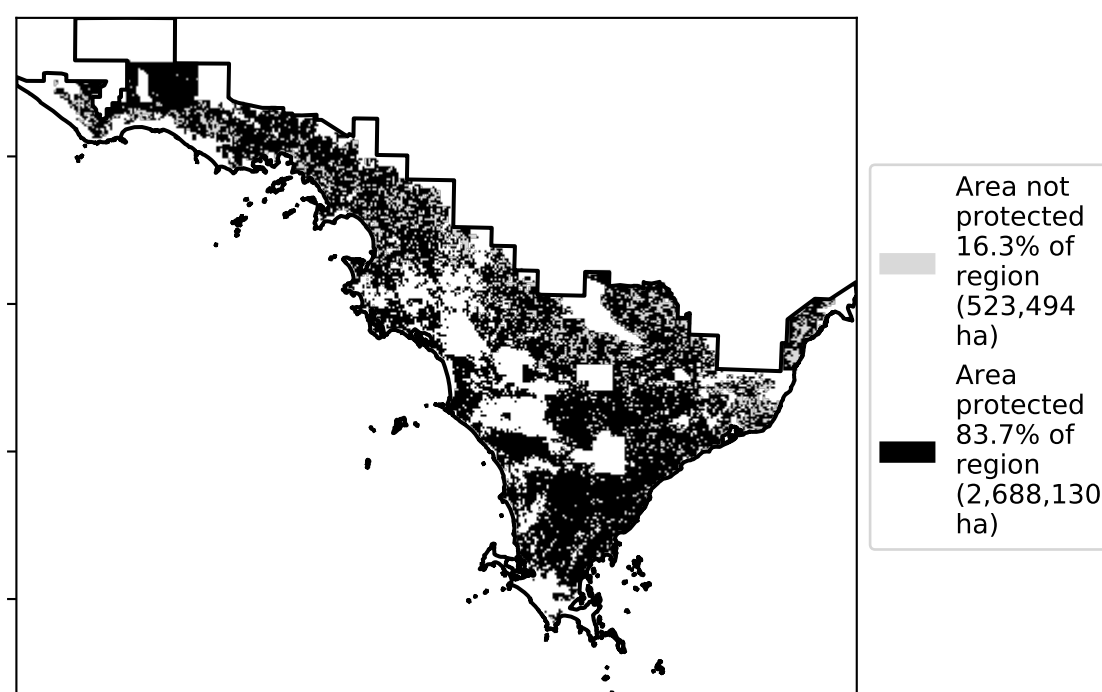 Area not
protected
16.3% of
region
(523,494
ha)
Area
protected
83.7% of
region
(2,688,130
ha)